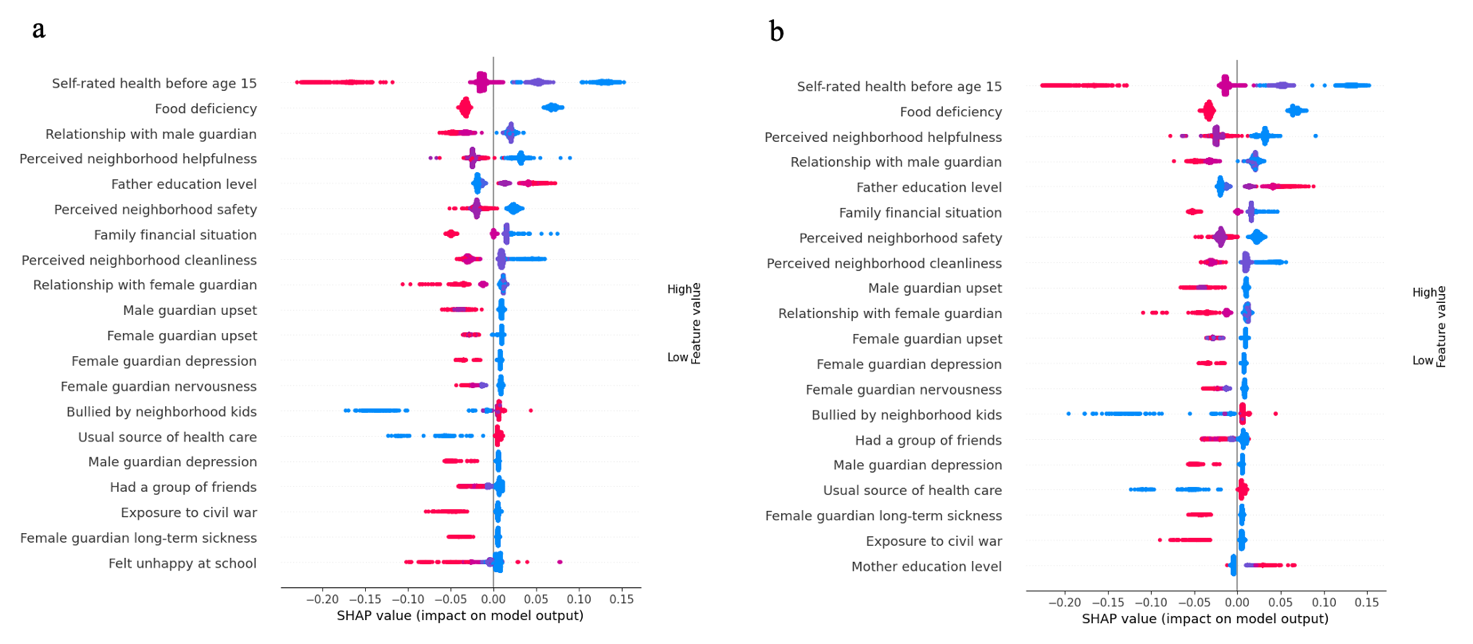 a
Self-rated health before age 15
Food deficiency
Relationship with male guardian
Perceived neighborhood helpfulness
Father education level
Perceived neighborhood safety
Family financial situation
Perceived neighborhood cleanliness
Relationship with female guardian
Male guardian upset
Female guardian upset
Female guardian depression
Female guardian nervousness
Bullied by neighborhood kids
Usual source of health care
Male guardian depression
Had a group of friends
Exposure to civil war
Female guardian long-term sickness
Felt unhappy at school
High
Low
Feature value
−0.20 −0.15 −0.10 −0.05 0.00 0.05 0.10 0.15
SHAP value (impact on model output)
b
Self-rated health before age 15
Food deficiency
Perceived neighborhood helpfulness
Relationship with male guardian
Father education level
Family financial situation
Perceived neighborhood safety
Perceived neighborhood cleanliness
Male guardian upset
Relationship with female guardian
Female guardian upset
Female guardian depression
Female guardian nervousness
Bullied by neighborhood kids
Had a group of friends
Male guardian depression
Usual source of health care
Female guardian long-term sickness
Exposure to civil war
Mother education level
High
Low
Feature value
−0.20 −0.15 −0.10 −0.05 0.00 0.05 0.10 0.15
SHAP value (impact on model output)